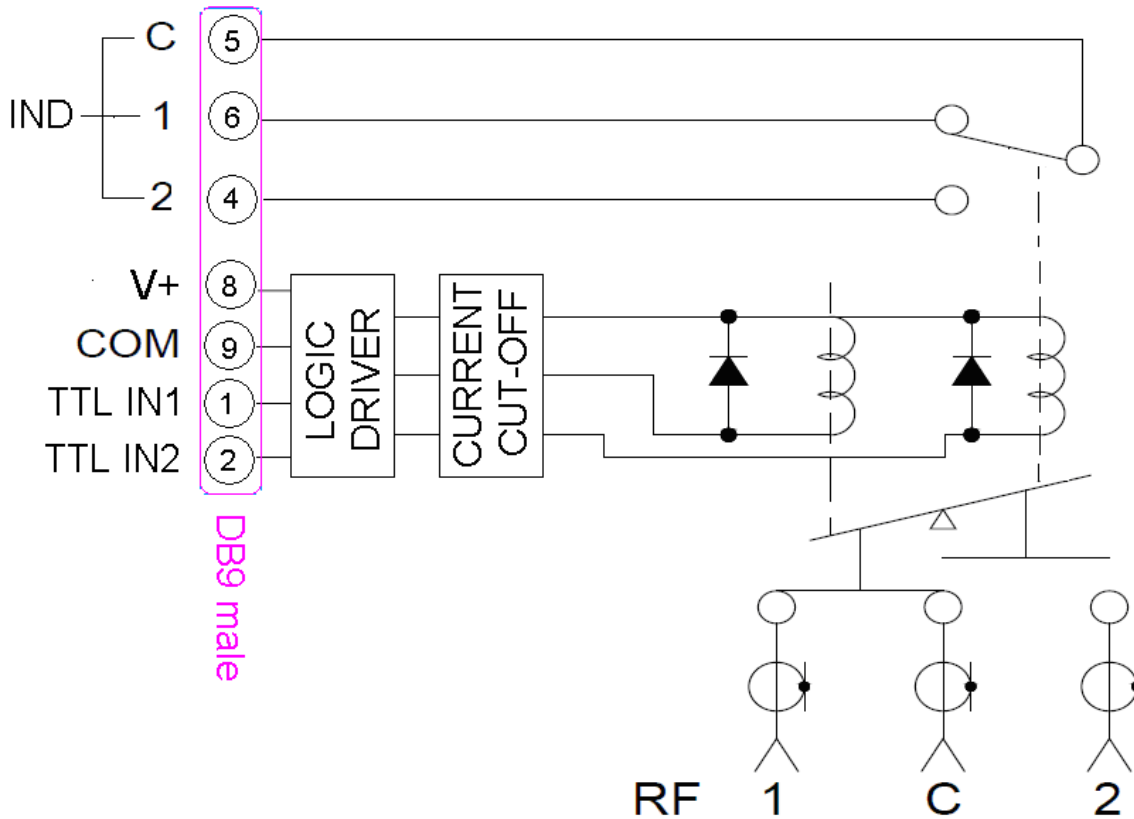 C 5
IND 1 6
2 4
V+ 8
COM 9
TTL IN1 1
TTL IN2 2
LOGIC
DRIVER
CURRENT
CUT-OFF
DB9 male
RF 1 C 2